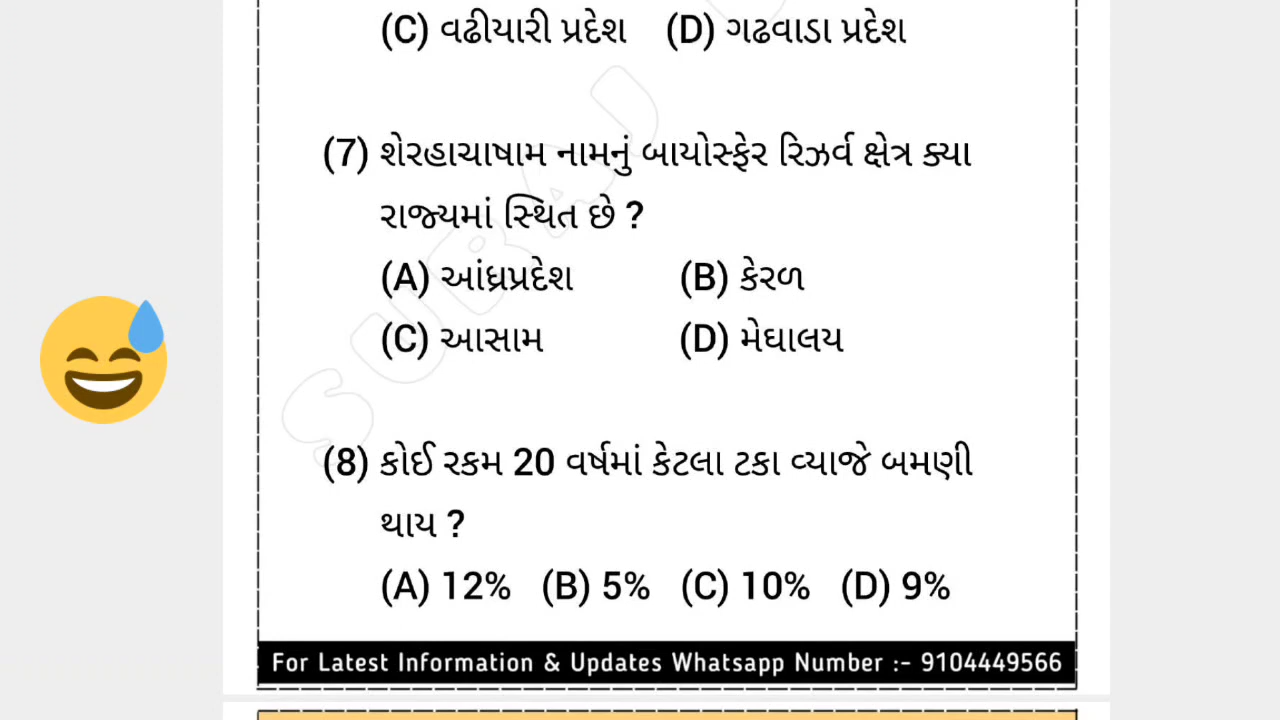 (C) વઢીયારી પ્રદેશ (D) ગઢવાડા પ્રદેશ
(7) શેરહાચાષામ નામનું બાયોસ્ફેર રિઝર્વ ક્ષેત્ર ક્યા
રાજ્યમાં સ્થિત છે ?
(A) આંધ્રપ્રદેશ (B) કેરળ
(C) આસામ (D) મેઘાલય
(8) કોઈ રકમ 20 વર્ષમાં કેટલા ટકા વ્યાજે બમણી
થાય ?
(A) 12% (B) 5% (C) 10% (D) 9%
For Latest Information & Updates Whatsapp Number :- 9104449566
SURAJ